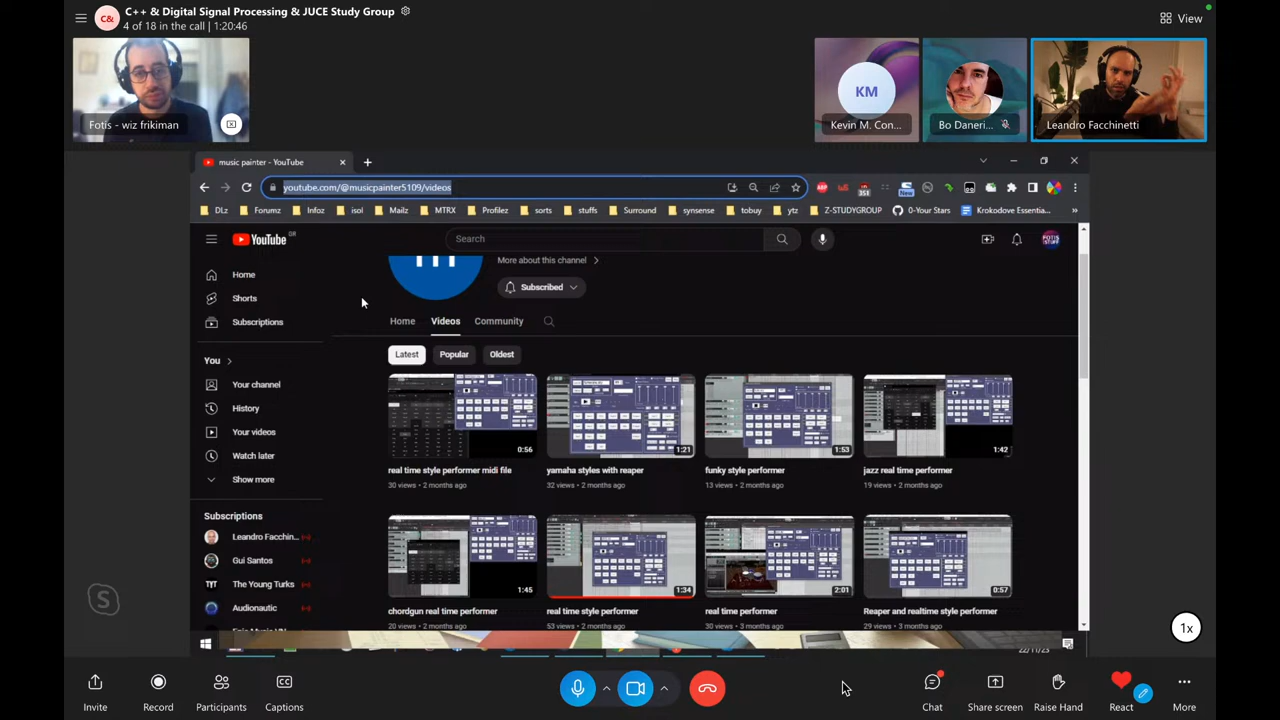 C& C++ & Digital Signal Processing & JUCE Study Group
4 of 18 in the call | 1:20:46
View
Fotis - wiz frikiman
KM
Kevin M. Con...
Bo Daneri...
Leandro Facchinetti
music painter - YouTube
youtube.com/@musicpainter5109/videos
ABP
351
New
DLz
Forumz
Infoz
isol
Mailz
MTRX
Profilez
sorts
stuffs
Surround
synsense
tobuy
ytz
Z-STUDYGROUP
0-Your Stars
Krokodove Essentia...
YouTube GR
Search
Home
Shorts
Subscriptions
You
Your channel
History
Your videos
Watch later
Show more
Subscriptions
Leandro Facchin...
Gui Santos
The Young Turks
Audionautic
m
More about this channel
Subscribed
Home
Videos
Community
Latest
Popular
Oldest
0:56
1:21
1:53
1:42
real time style performer midi file
yamaha styles with reaper
funky style performer
jazz real time performer
30 views • 2 months ago
32 views • 2 months ago
13 views • 2 months ago
19 views • 2 months ago
1:45
1:34
2:01
0:57
chordgun real time performer
real time style performer
real time performer
Reaper and realtime style performer
20 views • 2 months ago
53 views • 2 months ago
30 views • 3 months ago
29 views • 3 months ago
S
22/11/23
1x
Invite
Record
Participants
Captions
Chat
Share screen
Raise Hand
React
More